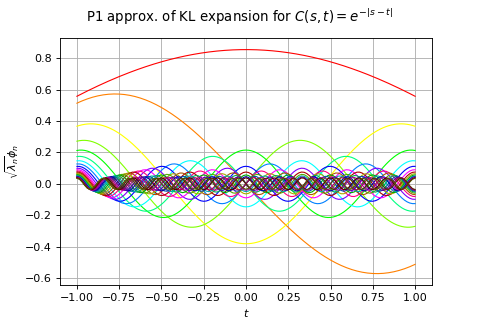 P1 approx. of KL expansion for C(s, t) = e^{-|s-t|}
0.8
0.6
0.4
0.2
0.0
−0.2
−0.4
−0.6
√λ_nϕ_n
−1.00 −0.75 −0.50 −0.25 0.00 0.25 0.50 0.75 1.00
t